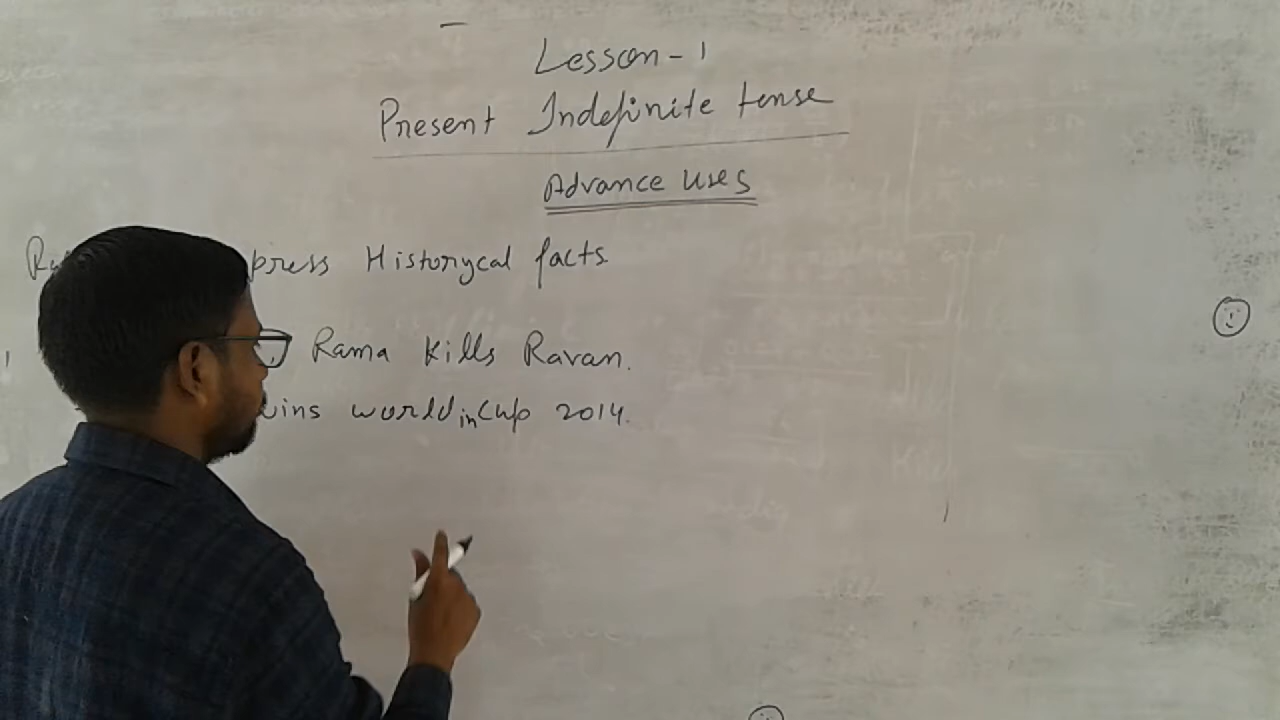 Lesson-1
Present Indefinite tense
Advance Uses
press Historycal facts.
Rama Kills Ravan.
wins world in Cup 2014.